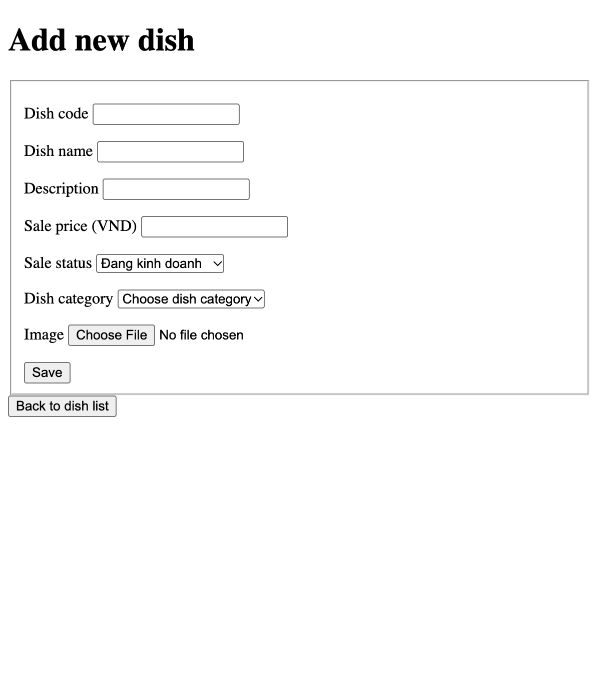 Add new dish
Dish code
Dish name
Description
Sale price (VND)
Sale status Đang kinh doanh
Dish category Choose dish category
Image Choose File No file chosen
Save
Back to dish list